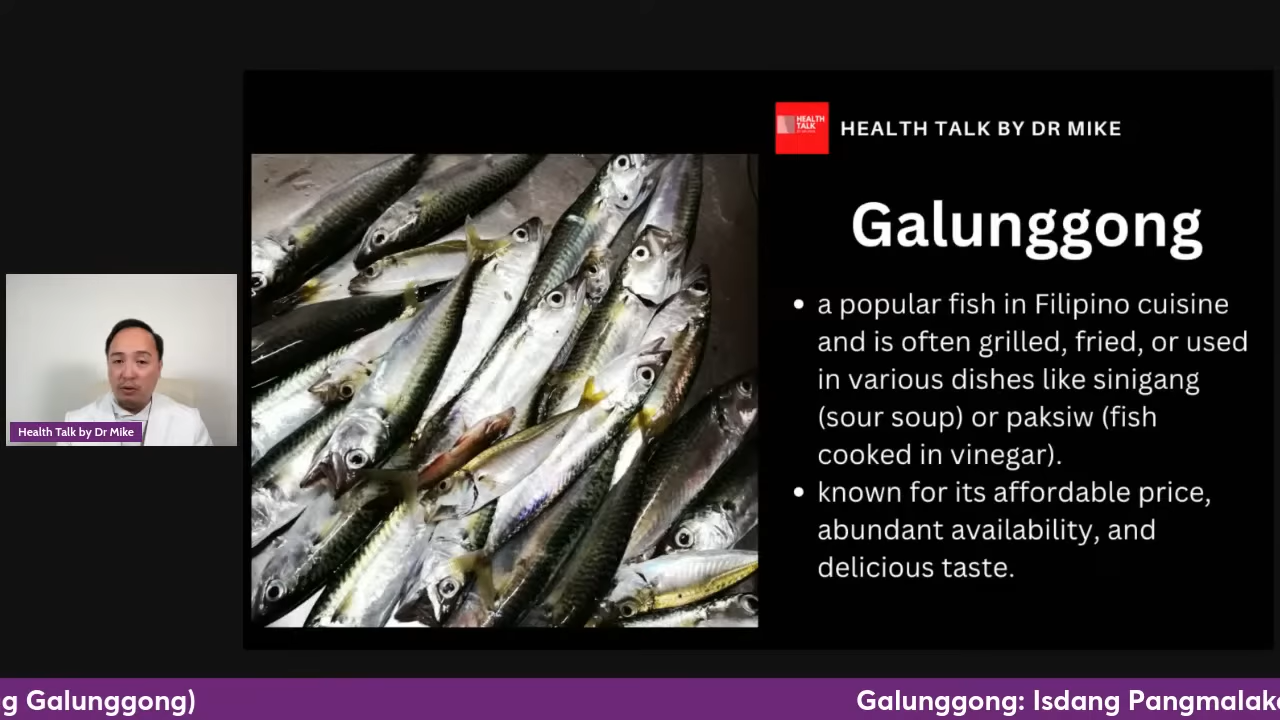 HEALTH
TALK
HEALTH TALK BY DR MIKE
Galunggong
• a popular fish in Filipino cuisine
and is often grilled, fried, or used
in various dishes like sinigang
(sour soup) or paksiw (fish
cooked in vinegar).
• known for its affordable price,
abundant availability, and
delicious taste.
Health Talk by Dr Mike
g Galunggong)
Galunggong: Isdang Pangmalak